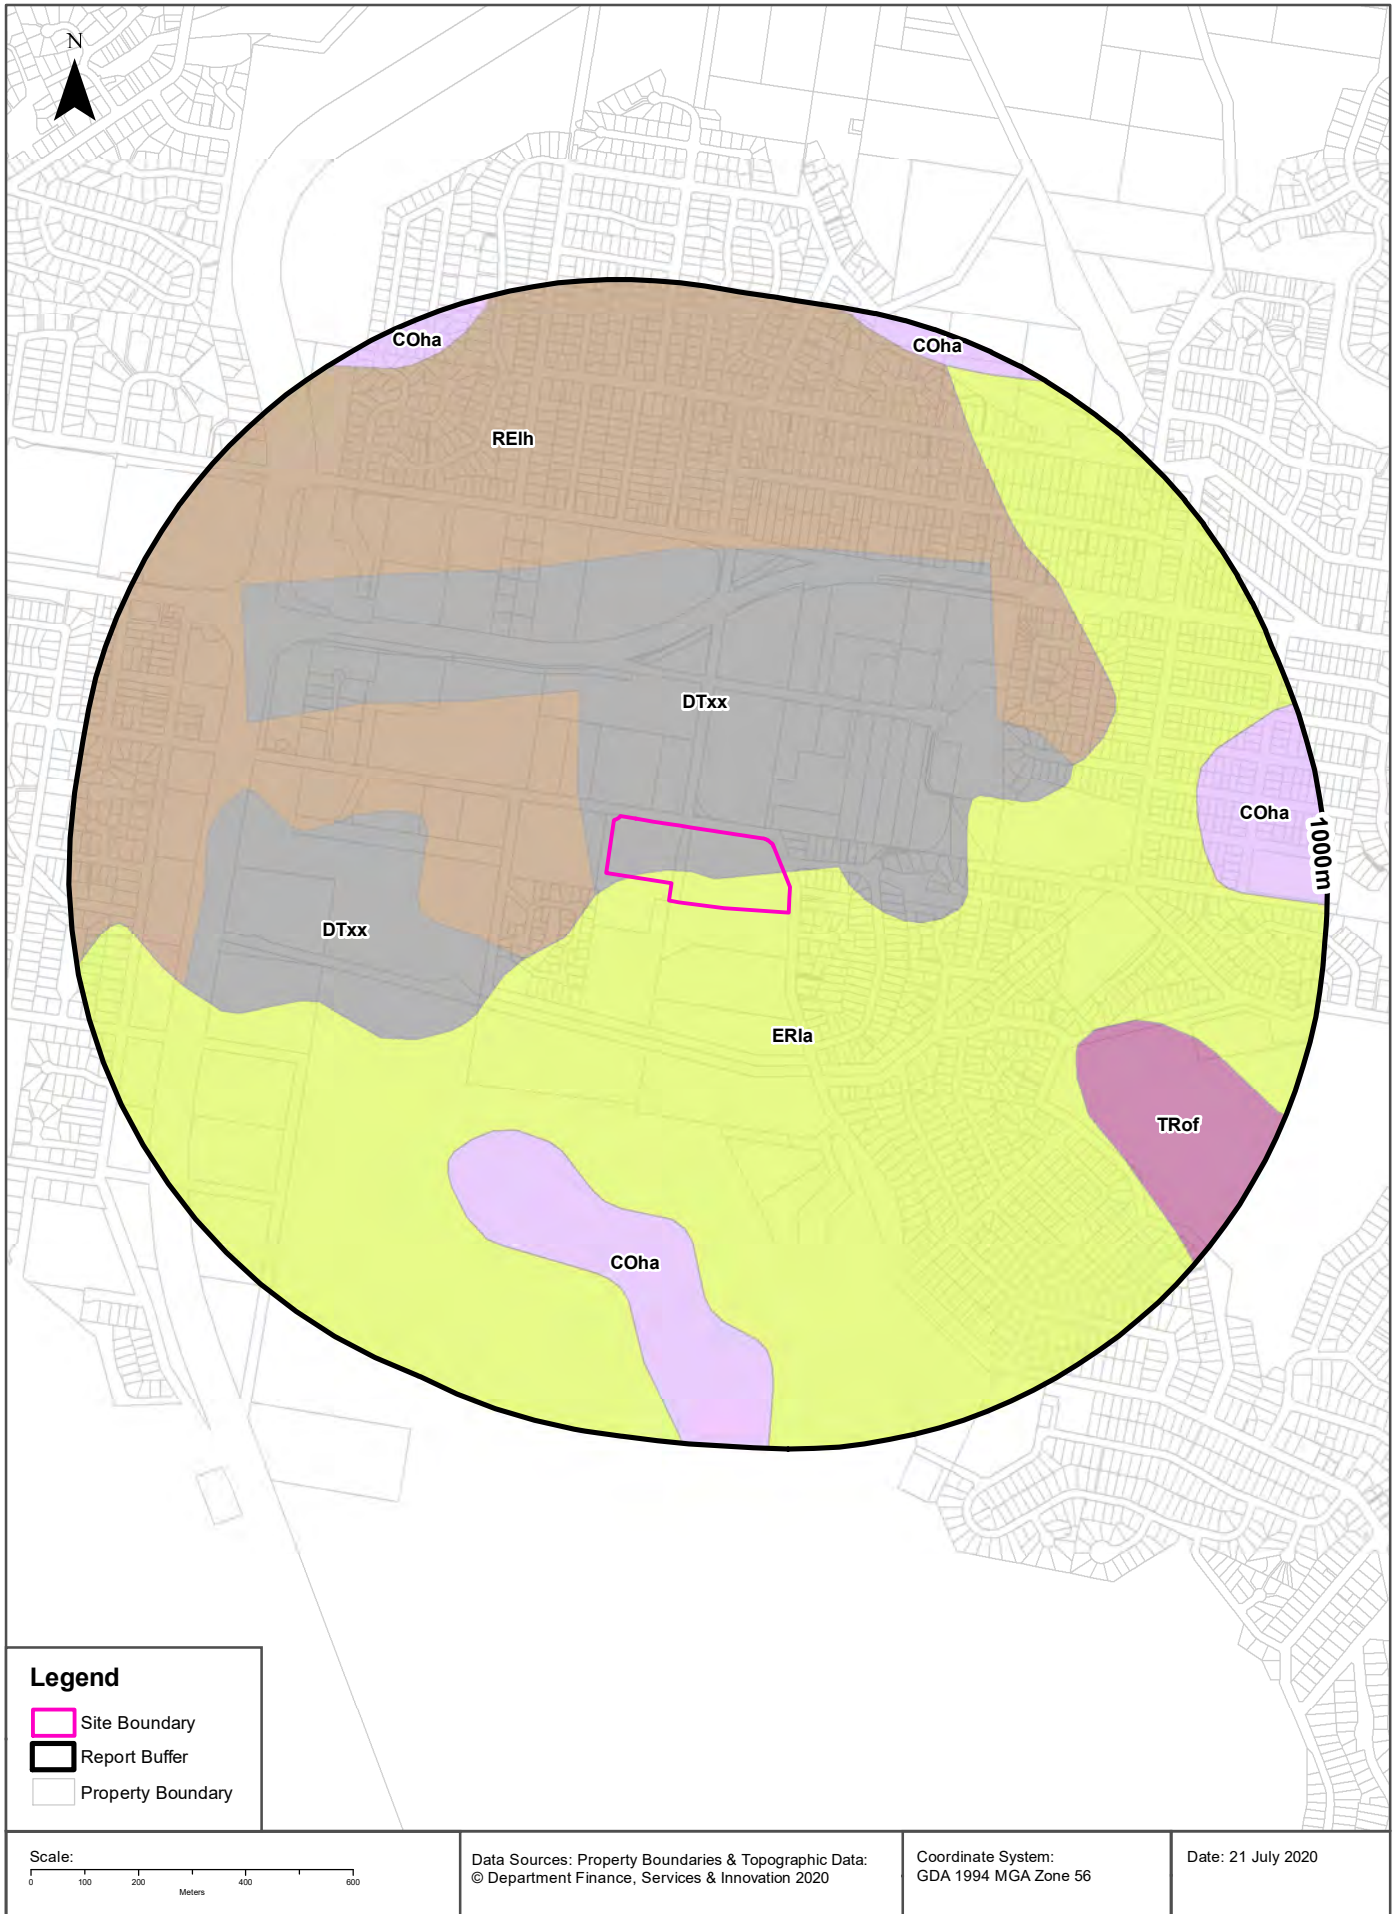 N
COha
COha
RElh
DTxx
COha
1000m
DTxx
ERla
TRof
COha
Legend
Site Boundary
Report Buffer
Property Boundary
Scale:
0 100 200 400 600
Meters
Data Sources: Property Boundaries & Topographic Data:
© Department Finance, Services & Innovation 2020
Coordinate System:
GDA 1994 MGA Zone 56
Date: 21 July 2020